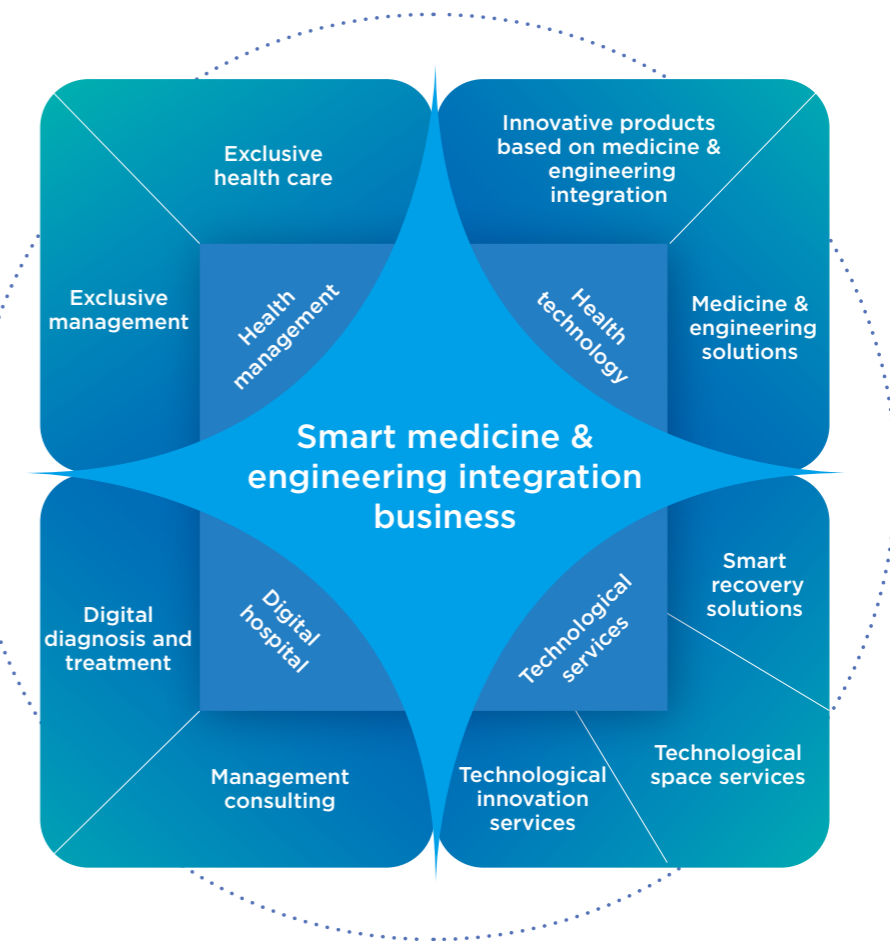 Exclusive
health care
Innovative products
based on medicine &
engineering
integration
Exclusive
management
Health
management
Health
technology
Medicine &
engineering
solutions
Smart medicine &
engineering integration
business
Digital
diagnosis and
treatment
Digital
hospital
Technological
services
Smart
recovery
solutions
Management
consulting
Technological
innovation
services
Technological
space services